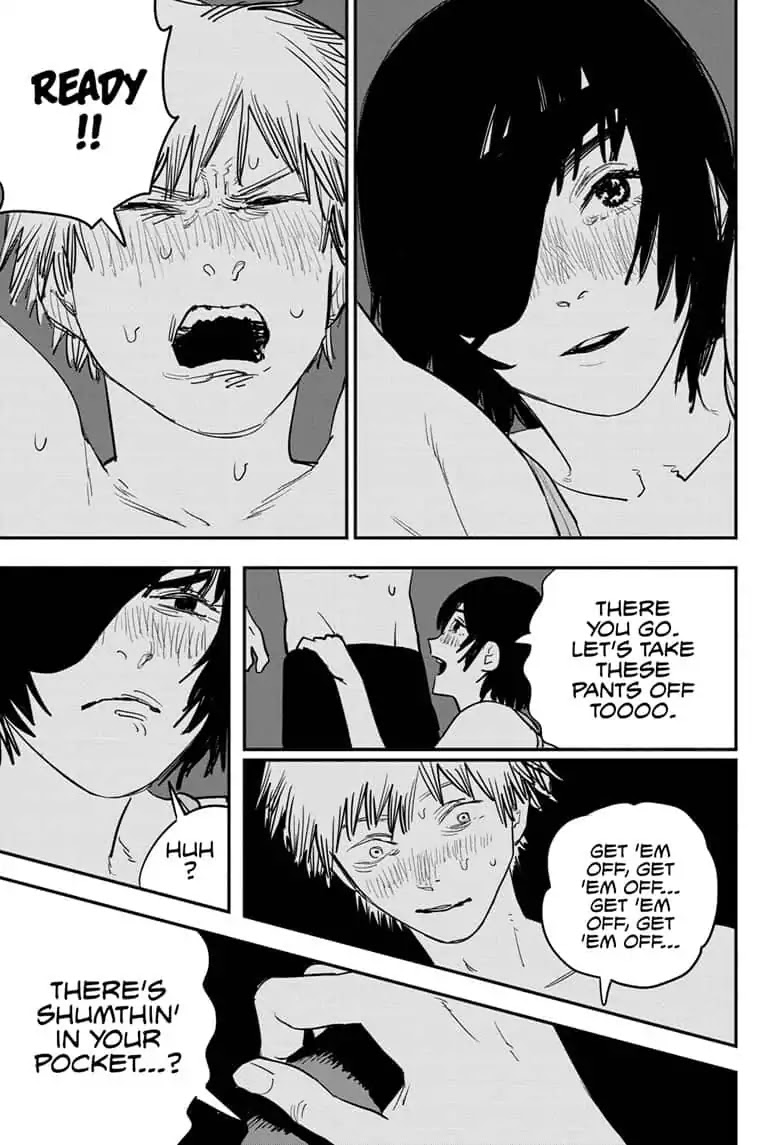 READY
!!
THERE
YOU GO.
LET'S TAKE
THESE
PANTS OFF
TOOOO.
GET 'EM
OFF, GET
'EM OFF...
GET 'EM
OFF, GET
'EM OFF...
HUH
?
THERE'S
SHUMTHIN'
IN YOUR
POCKET...?